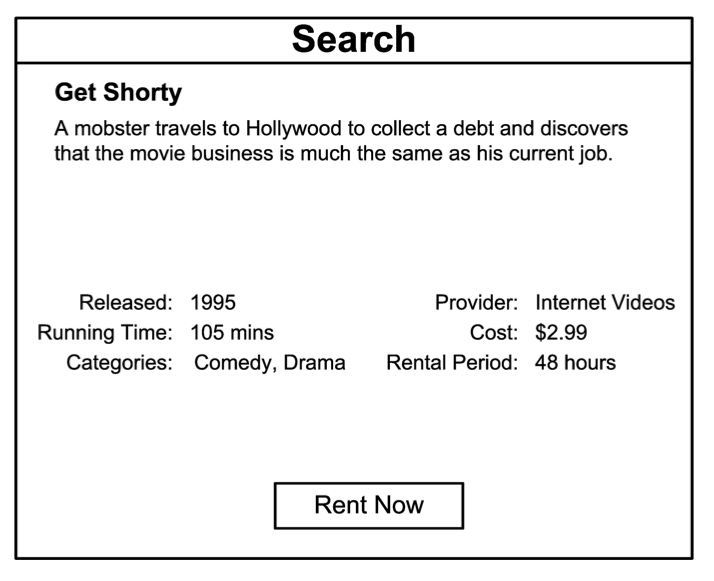 Search
Get Shorty
A mobster travels to Hollywood to collect a debt and discovers
that the movie business is much the same as his current job.
Released: 1995 Provider: Internet Videos
Running Time: 105 mins Cost: $2.99
Categories: Comedy, Drama Rental Period: 48 hours
Rent Now